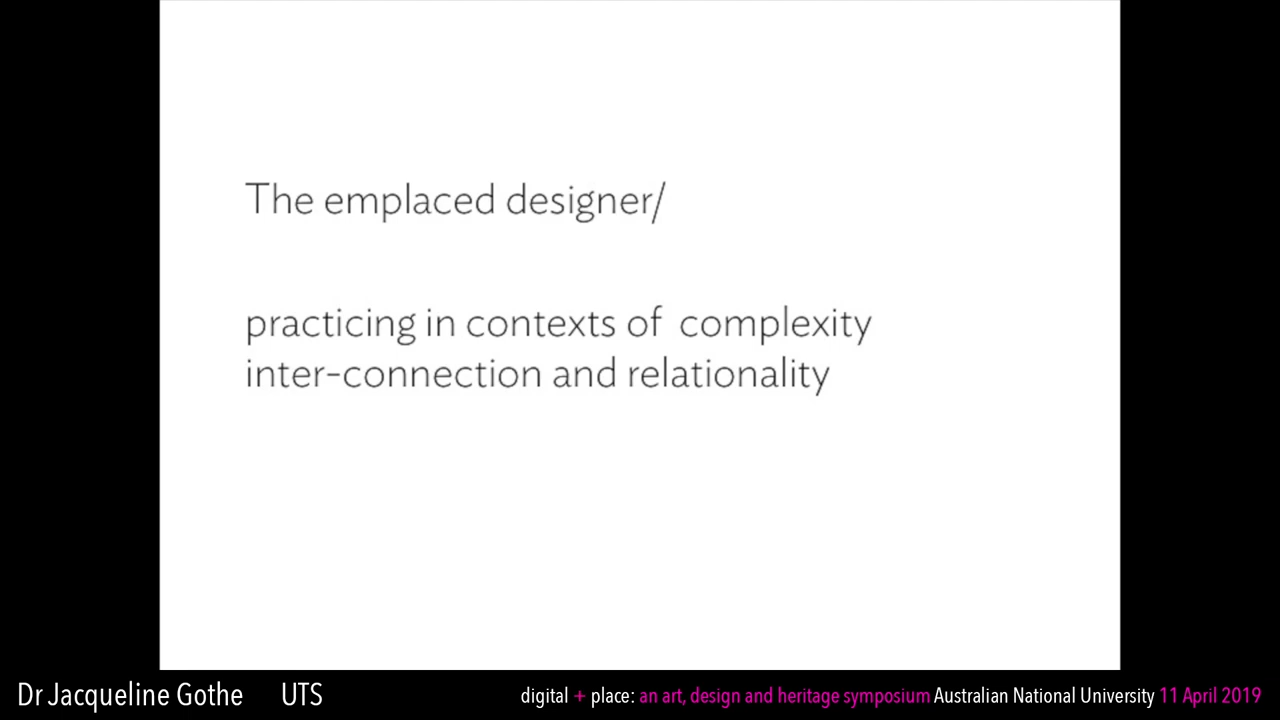 The emplaced designer/
practicing in contexts of complexity
inter-connection and relationality
Dr Jacqueline Gothe UTS
digital + place: an art, design and heritage symposium Australian National University 11 April 2019